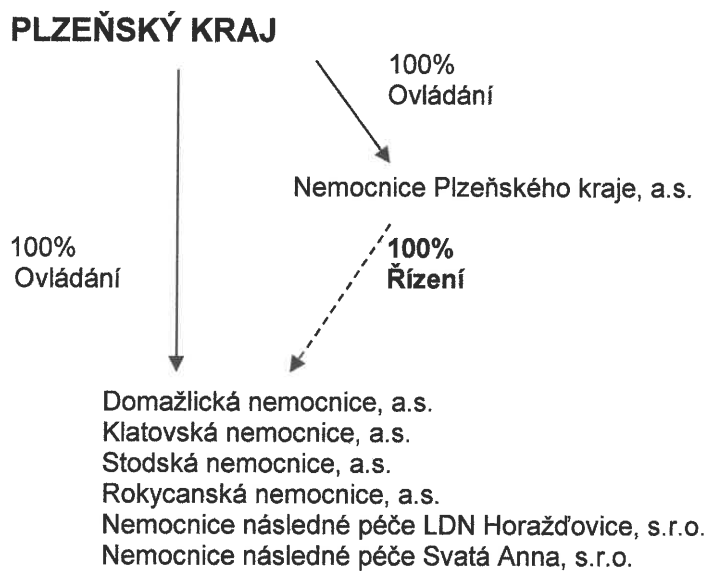 PLZEŇSKÝ KRAJ
100%
Ovládání
Nemocnice Plzeňského kraje, a.s.
100%
Ovládání
100%
Řízení
Domažlická nemocnice, a.s.
Klatovská nemocnice, a.s.
Stodská nemocnice, a.s.
Rokycanská nemocnice, a.s.
Nemocnice následné péče LDN Horažďovice, s.r.o.
Nemocnice následné péče Svatá Anna, s.r.o.